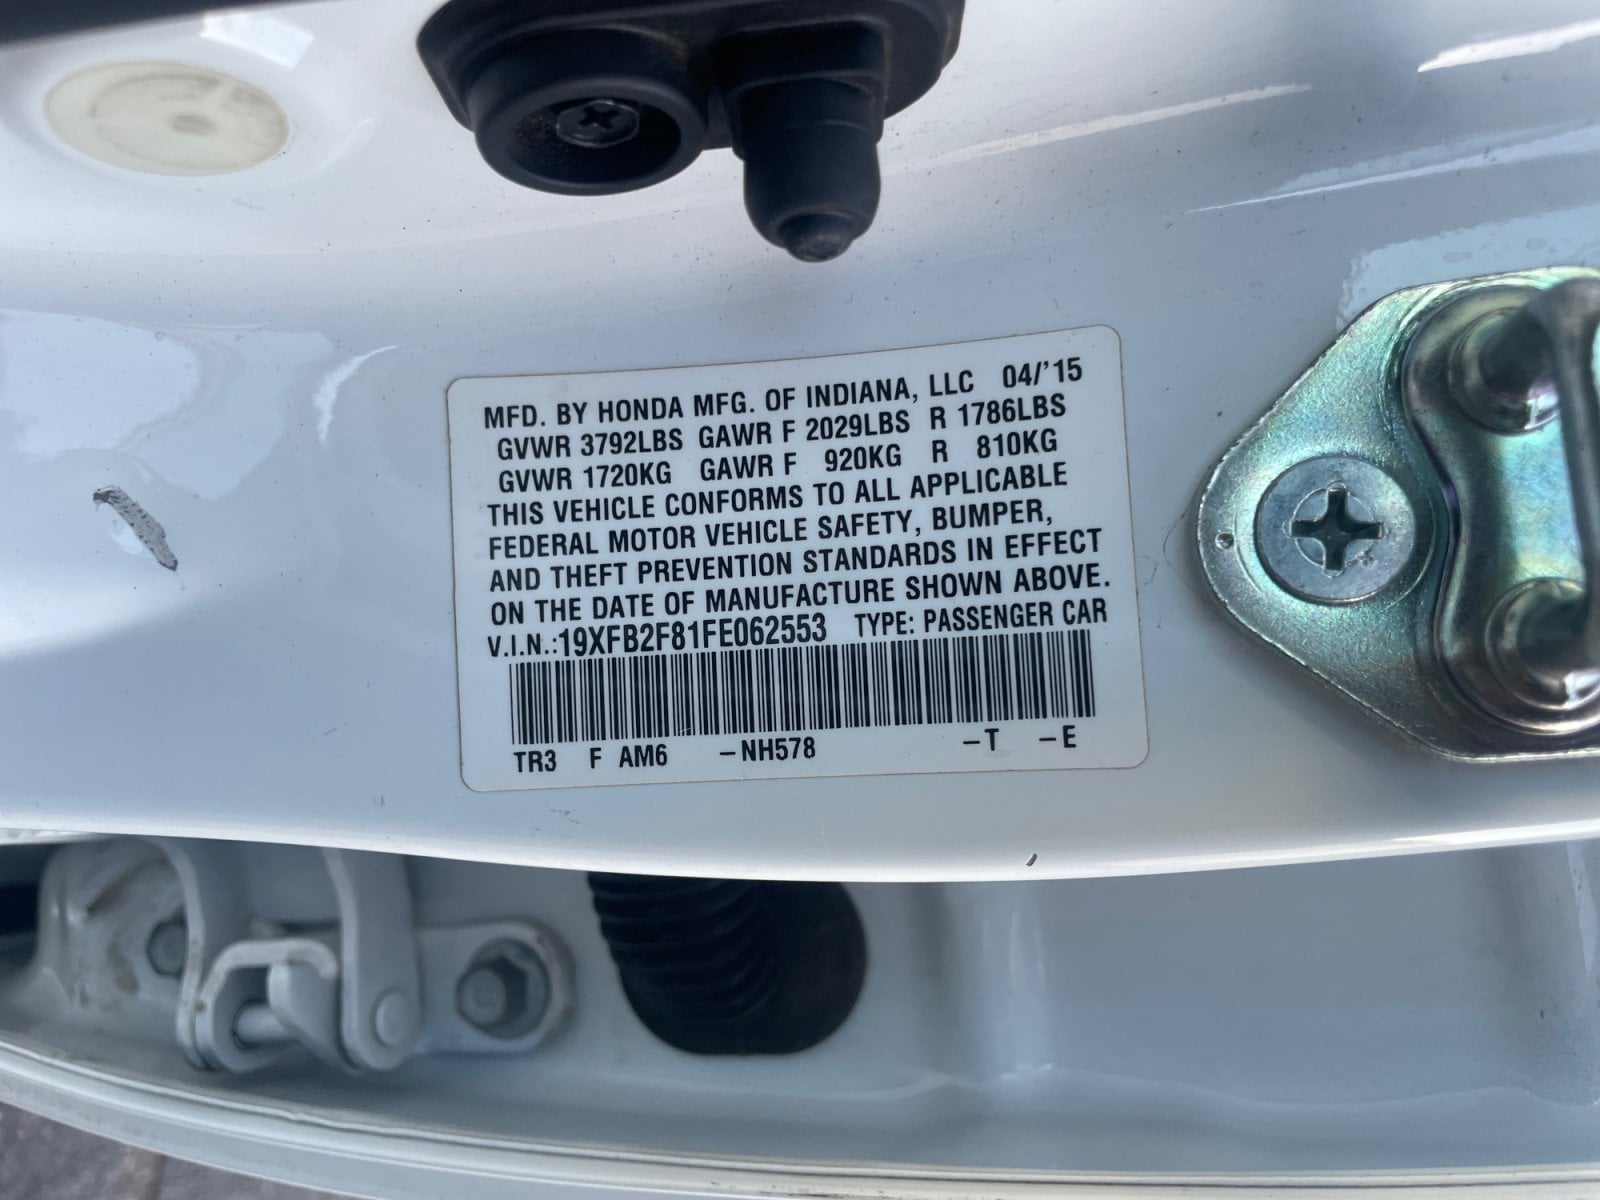 MFD. BY HONDA MFG. OF INDIANA, LLC 04/'15
GVWR 3792LBS GAWR F 2029LBS R 1786LBS
GVWR 1720KG GAWR F 920KG R 810KG
THIS VEHICLE CONFORMS TO ALL APPLICABLE
FEDERAL MOTOR VEHICLE SAFETY, BUMPER,
AND THEFT PREVENTION STANDARDS IN EFFECT
ON THE DATE OF MANUFACTURE SHOWN ABOVE.
V.I.N.:19XFB2F81FE062553 TYPE: PASSENGER CAR
TR3 F AM6 –NH578 –T –E